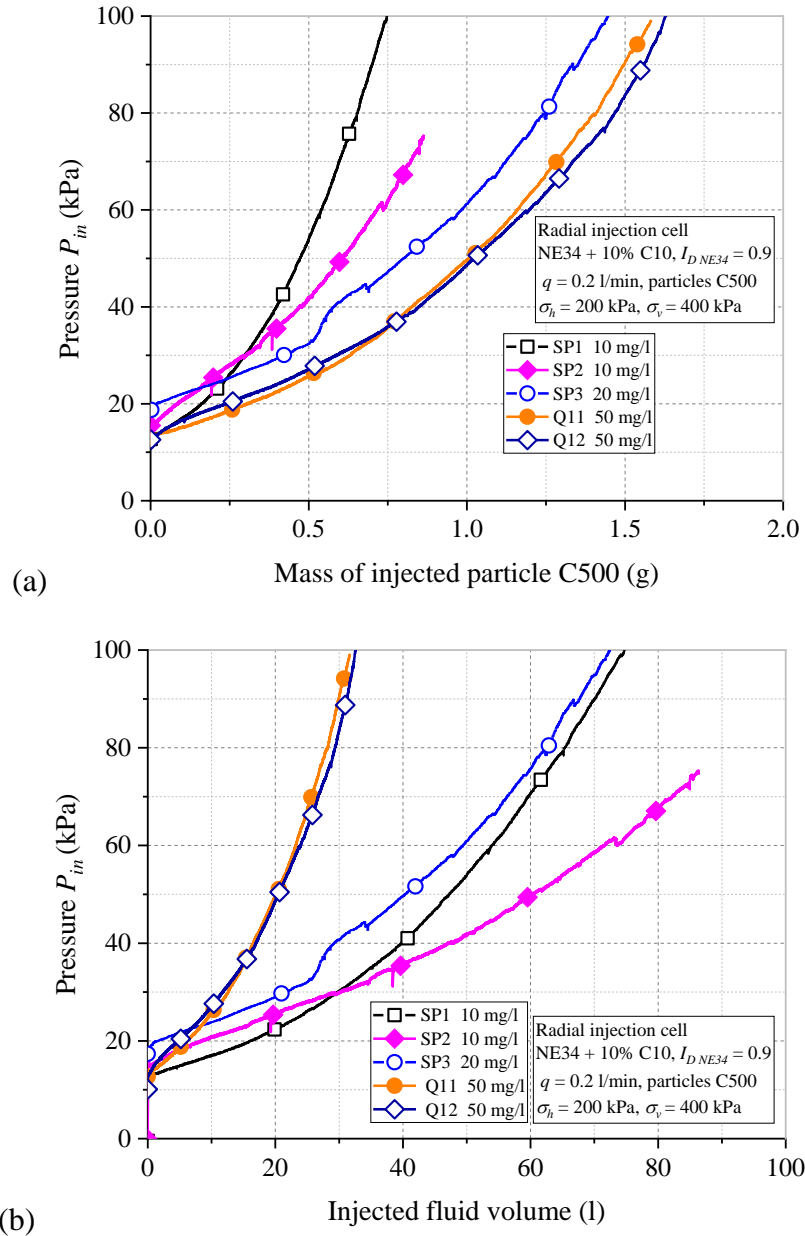 100
80
60
40
20
0
Pressure P_in (kPa)
Radial injection cell
NE34 + 10% C10, I_D NE34 = 0.9
q = 0.2 l/min, particles C500
σ_h = 200 kPa, σ_v = 400 kPa
SP1 10 mg/l
SP2 10 mg/l
SP3 20 mg/l
Q11 50 mg/l
Q12 50 mg/l
0.0 0.5 1.0 1.5 2.0
(a)
Mass of injected particle C500 (g)
100
80
60
40
20
0
Pressure P_in (kPa)
SP1 10 mg/l
SP2 10 mg/l
SP3 20 mg/l
Q11 50 mg/l
Q12 50 mg/l
Radial injection cell
NE34 + 10% C10, I_D NE34 = 0.9
q = 0.2 l/min, particles C500
σ_h = 200 kPa, σ_v = 400 kPa
0 20 40 60 80 100
(b)
Injected fluid volume (l)